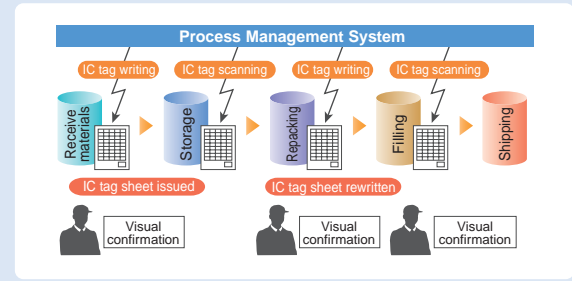 Process Management System
IC tag writing
IC tag scanning
IC tag writing
IC tag scanning
Receive
materials
Storage
Repacking
Filling
Shipping
IC tag sheet issued
IC tag sheet rewritten
Visual
confirmation
Visual
confirmation
Visual
confirmation